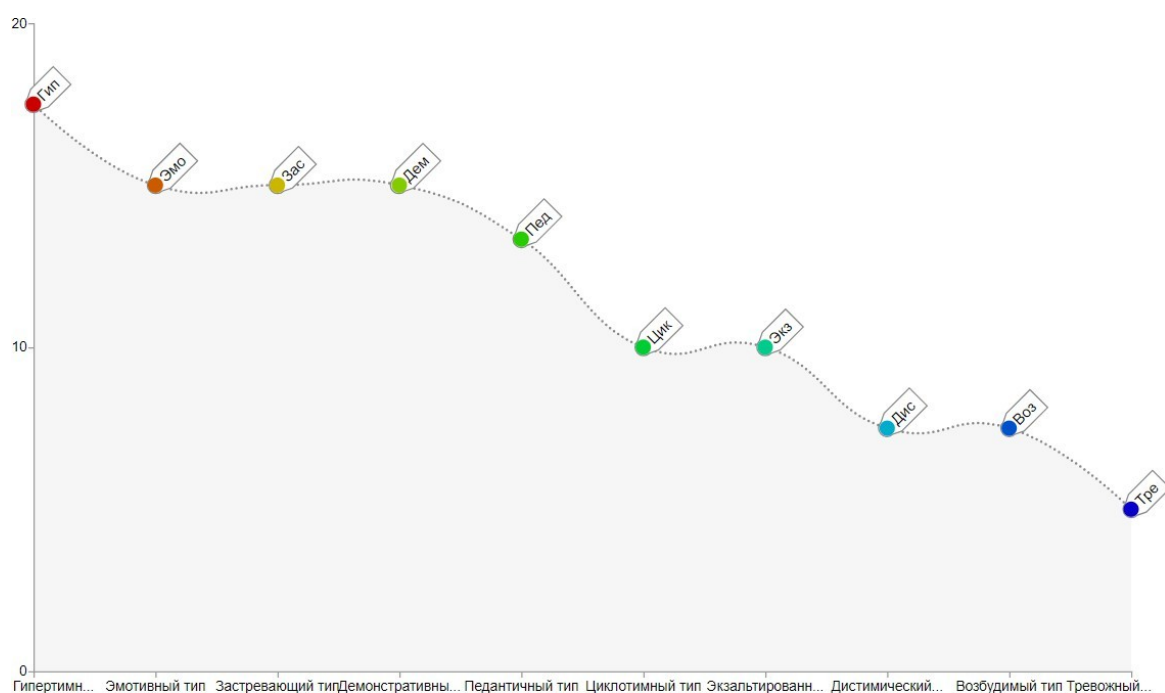 20
Гип
Эмо
Зас
Дем
Пед
10
Цик
Экз
Дис
Воз
Тре
0
Гипертимн... Эмотивный тип Застревающий тип Демонстративны... Педантичный тип Циклотимный тип Экзальтированн... Дистимический... Возбудимый тип Тревожный...